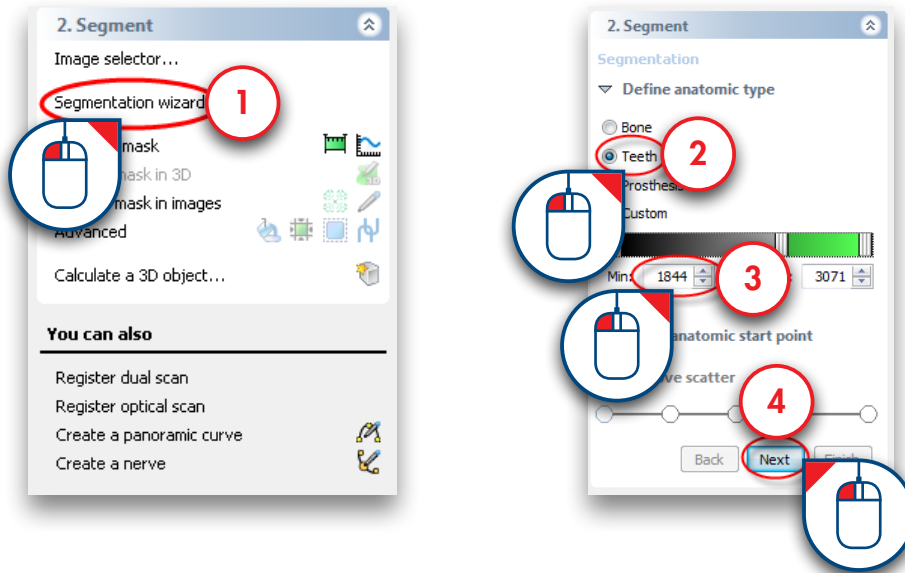 2. Segment
Image selector...
Segmentation wizard
1
mask
mask in 3D
mask in images
Advanced
Calculate a 3D object...
You can also
Register dual scan
Register optical scan
Create a panoramic curve
Create a nerve
2. Segment
Segmentation
Define anatomic type
Bone
Teeth
2
Prosthesis
Custom
Min: 1844 3 : 3071
anatomic start point
scatter
4
Back Next Finish